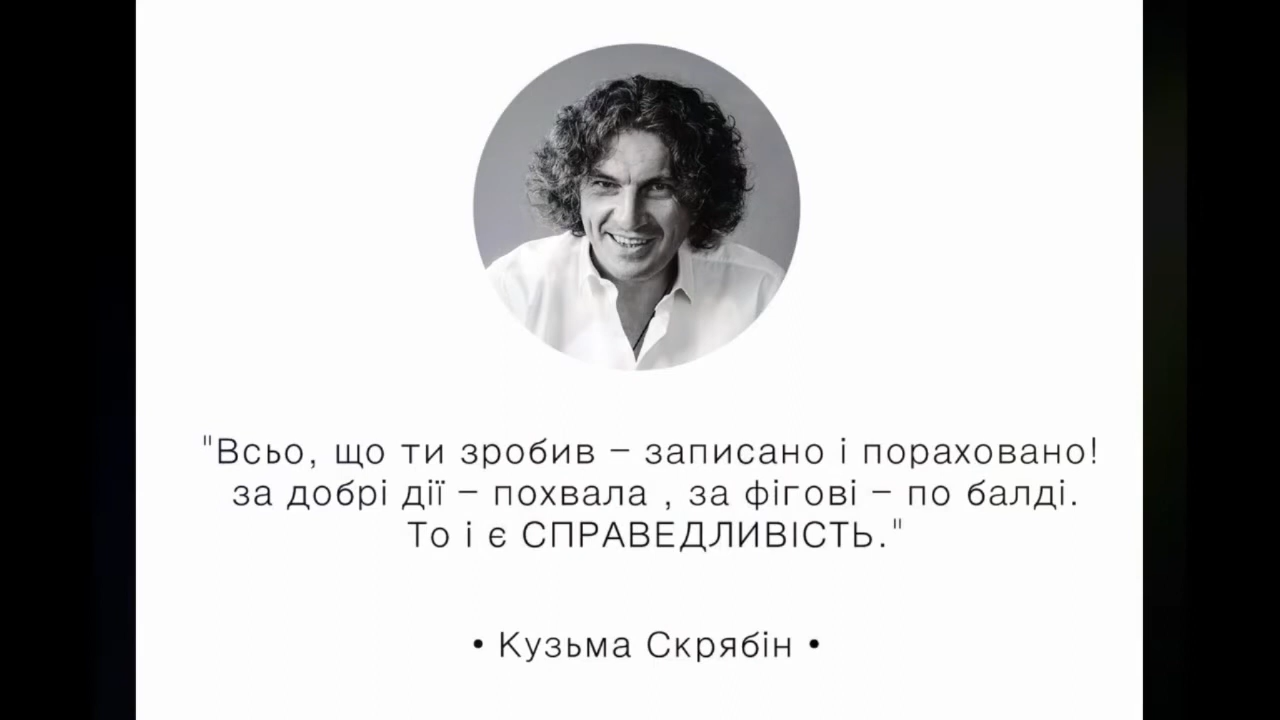 "Всьо, що ти зробив – записано і пораховано!
за добрі дії – похвала , за фігові – по балді.
То і є СПРАВЕДЛИВІСТЬ."
• Кузьма Скрябін •